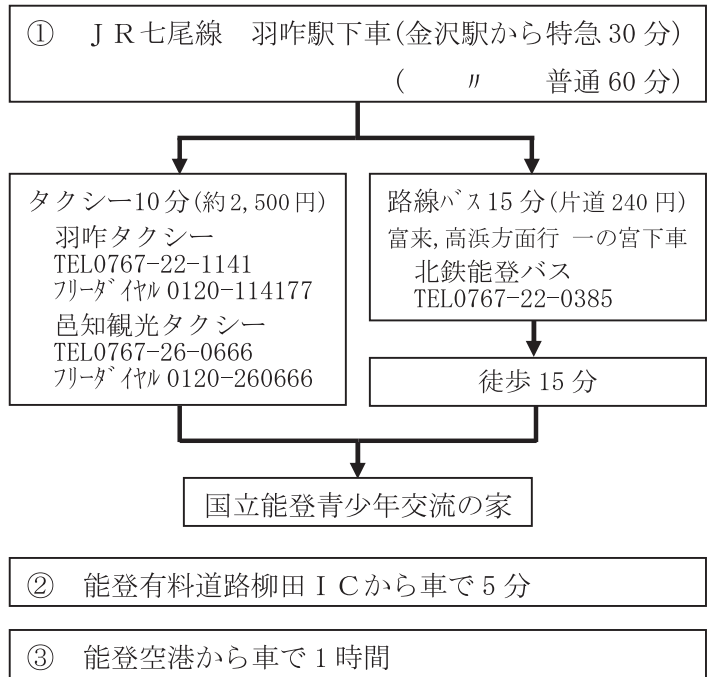 ① ＪＲ七尾線　羽咋駅下車(金沢駅から特急30分)
(　〃　普通60分)
タクシー10分(約2,500円)
羽咋タクシー
TEL0767-22-1141
ﾌﾘｰﾀﾞｲﾔﾙ0120-114177
邑知観光タクシー
TEL0767-26-0666
ﾌﾘｰﾀﾞｲﾔﾙ0120-260666
路線ﾊﾞｽ15分(片道240円)
富来,高浜方面行 一の宮下車
北鉄能登バス
TEL0767-22-0385
徒歩15分
国立能登青少年交流の家
② 能登有料道路柳田ＩＣから車で5分
③ 能登空港から車で1時間